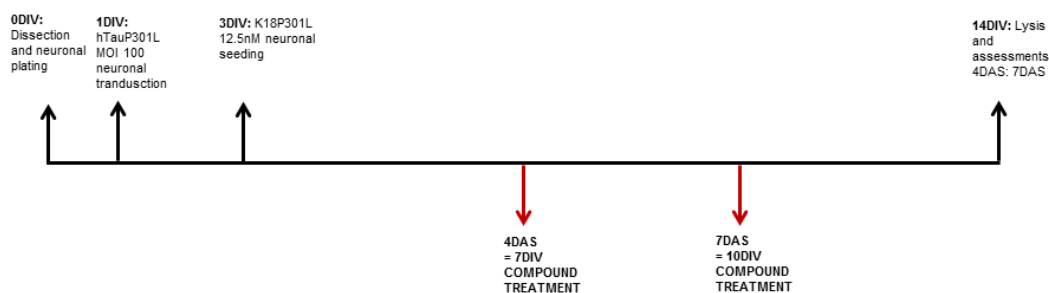 0DIV:
Dissection
and neuronal
plating
1DIV:
hTauP301L
MOI 100
neuronal
trandusction
3DIV: K18P301L
12.5nM neuronal
seeding
14DIV: Lysis
and
assessments
4DAS: 7DAS
4DAS
= 7DIV
COMPOUND
TREATMENT
7DAS
= 10DIV
COMPOUND
TREATMENT